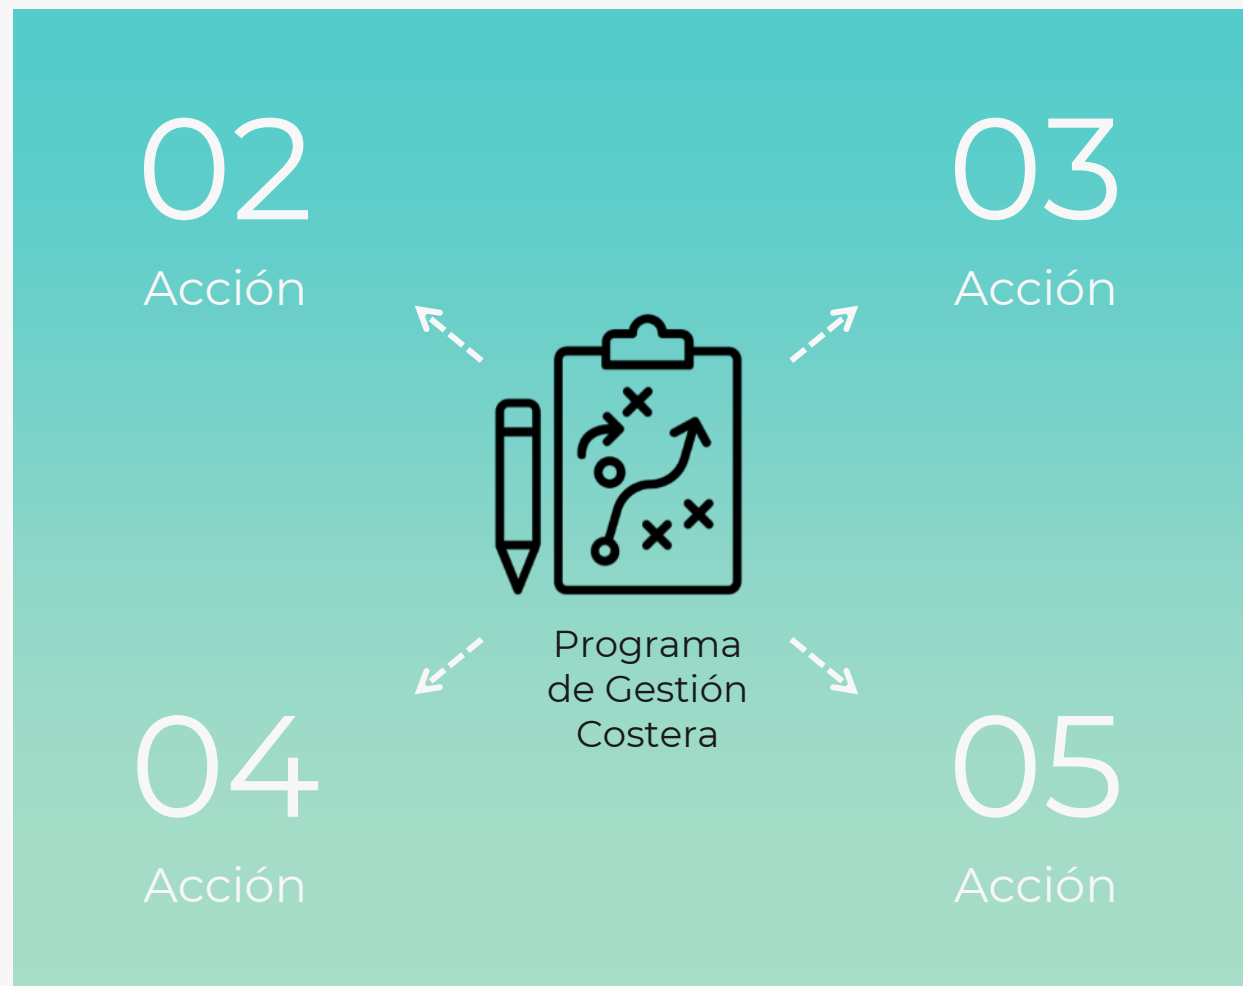 02
Acción
03
Acción
Programa
de Gestión
Costera
04
Acción
05
Acción